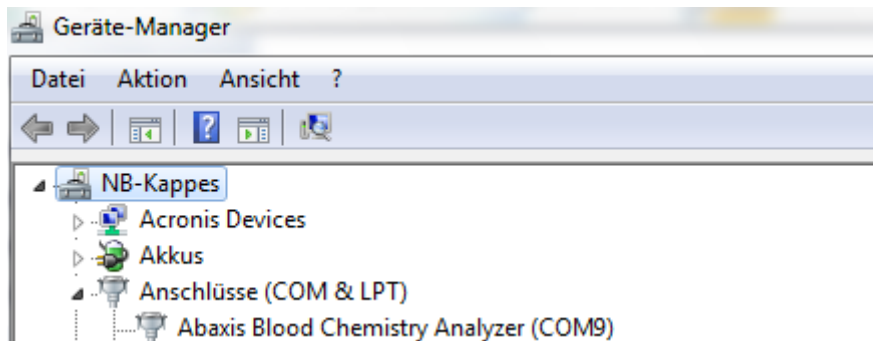 Geräte-Manager
Datei Aktion Ansicht ?
?
NB-Kappes
Acronis Devices
Akkus
Anschlüsse (COM & LPT)
Abaxis Blood Chemistry Analyzer (COM9)